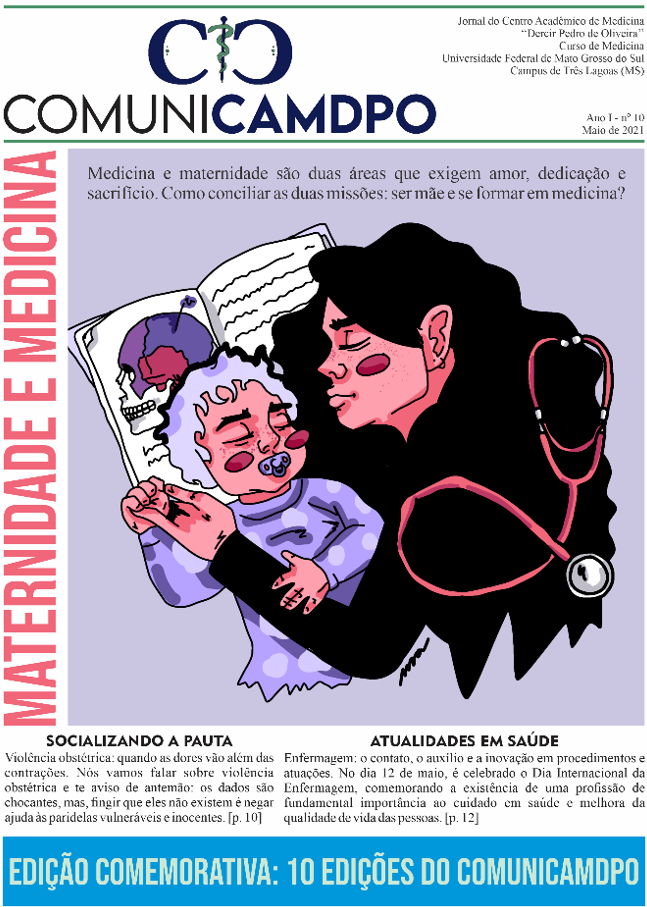 Jornal do Centro Acadêmico de Medicina
“Dercir Pedro de Oliveira”
Curso de Medicina
Universidade Federal de Mato Grosso do Sul
Campus de Três Lagoas (MS)
COMUNICAMDPO
Ano I - nº 10
Maio de 2021
MATERNIDADE E MEDICINA
Medicina e maternidade são duas áreas que exigem amor, dedicação e
sacrifício. Como conciliar as duas missões: ser mãe e se formar em medicina?
SOCIALIZANDO A PAUTA
Violência obstétrica: quando as dores vão além das
contrações. Nós vamos falar sobre violência
obstétrica e te aviso de antemão: os dados são
chocantes, mas, fingir que eles não existem é negar
ajuda às paridelas vulneráveis e inocentes. [p. 10]
ATUALIDADES EM SAÚDE
Enfermagem: o contato, o auxílio e a inovação em procedimentos e
atuações. No dia 12 de maio, é celebrado o Dia Internacional da
Enfermagem, comemorando a existência de uma profissão de
fundamental importância ao cuidado em saúde e melhora da
qualidade de vida das pessoas. [p. 12]
EDIÇÃO COMEMORATIVA: 10 EDIÇÕES DO COMUNICAMDPO